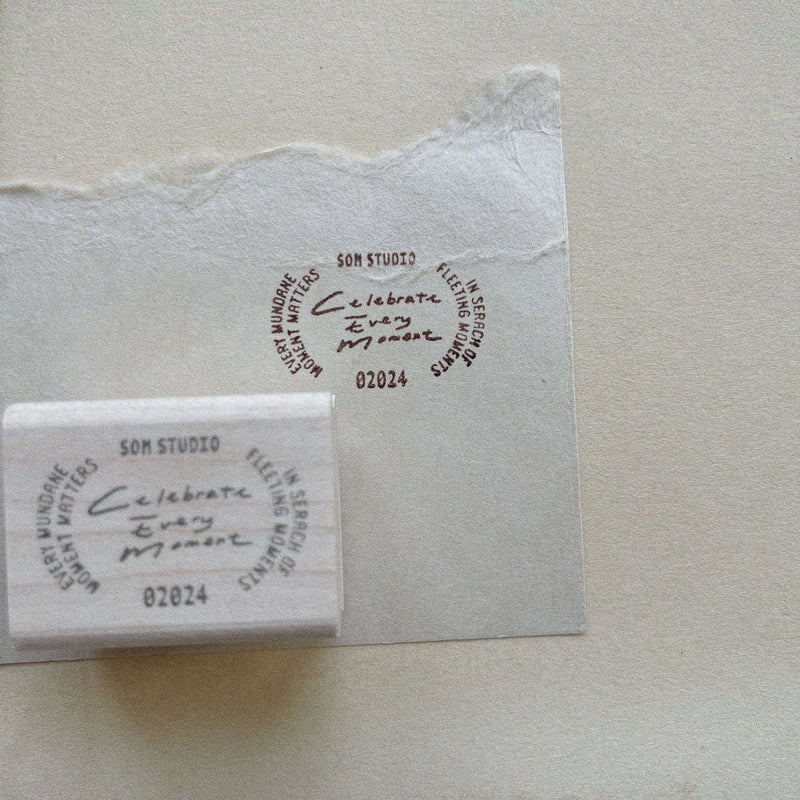 SOM STUDIO
EVERY MUNDANE
MOMENT MATTERS
Celebrate
Every
Moment
IN SERACH OF
FLEETING MOMENTS
02024
SOM STUDIO
EVERY MUNDANE
MOMENT MATTERS
Celebrate
Every
Moment
IN SERACH OF
FLEETING MOMENTS
02024